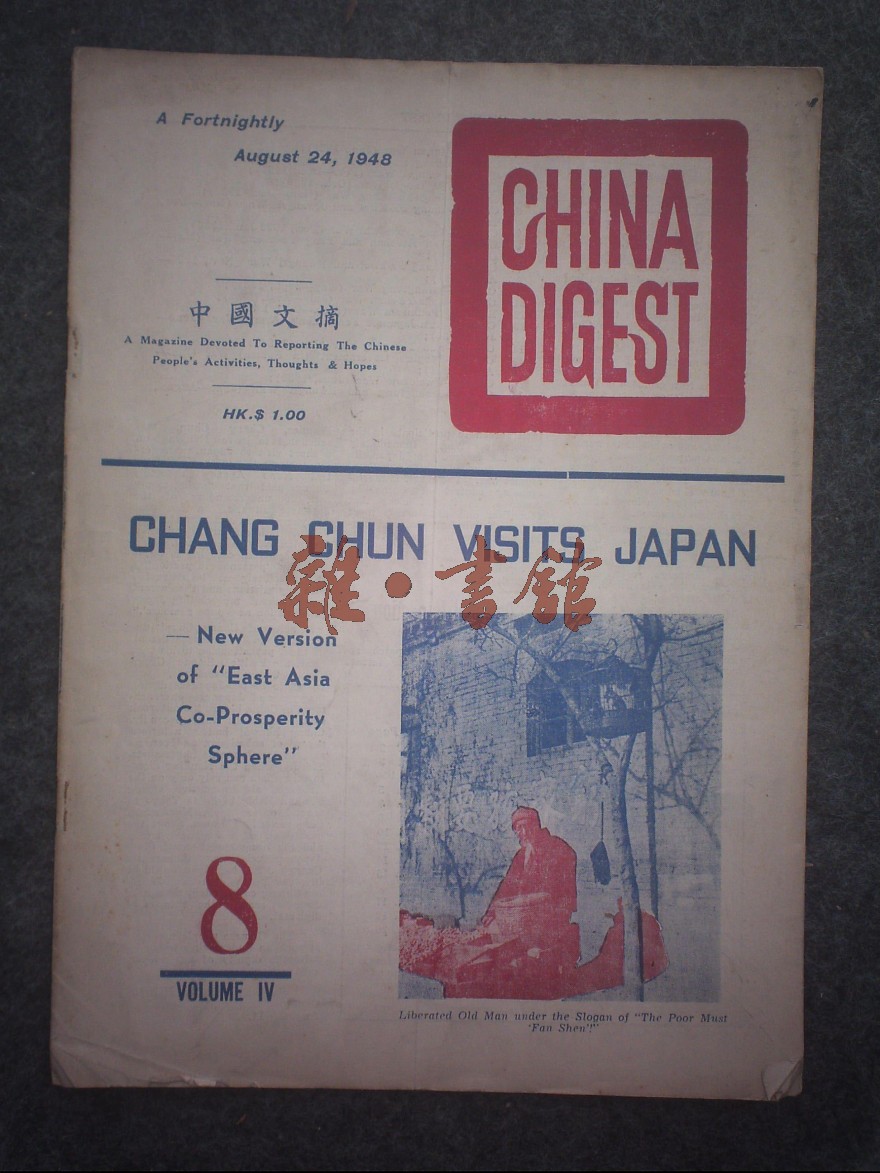 A Fortnightly
August 24, 1948
CHINA
DIGEST
中國文摘
A Magazine Devoted To Reporting The Chinese
People's Activities, Thoughts & Hopes
HK.$ 1.00
CHANG CHUN VISITS JAPAN
雜·書館
— New Version
of "East Asia
Co-Prosperity
Sphere"
8
VOLUME IV
Liberated Old Man under the Slogan of "The Poor Must
'Fan Shen'!"